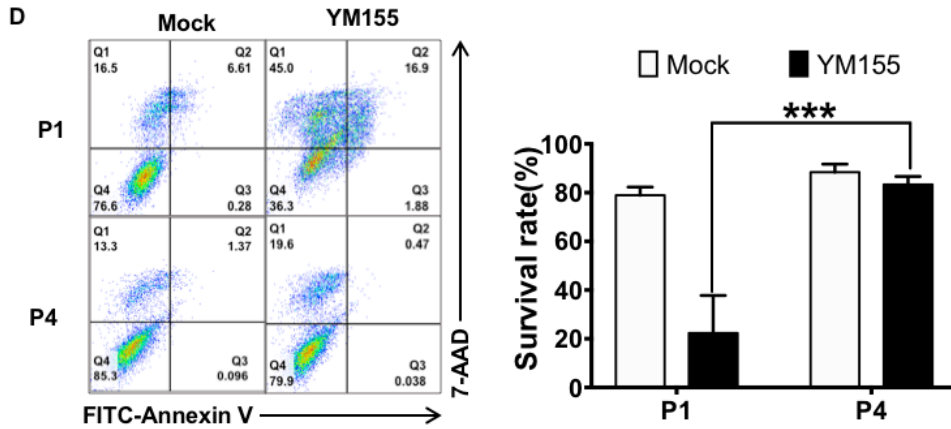 D
Mock
YM155
P1
Q1
16.5
Q2
6.61
Q4
76.6
Q3
0.28
Q1
45.0
Q2
16.9
Q4
36.3
Q3
1.88
P4
Q1
13.3
Q2
1.37
Q4
85.3
Q3
0.096
Q1
19.6
Q2
0.47
Q4
79.9
Q3
0.038
FITC-Annexin V
7-AAD
Mock
YM155
***
Survival rate(%)
100
80
60
40
20
0
P1
P4